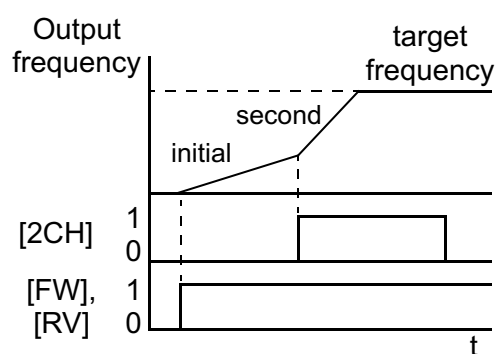 Output
frequency
target
frequency
second
initial
[2CH]
1
0
[FW],
[RV]
1
0
t